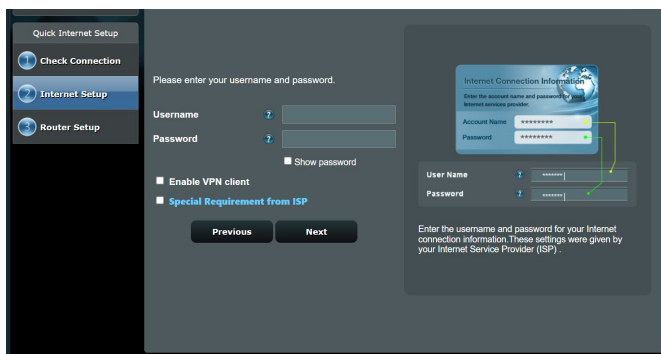 Quick Internet Setup
1 Check Connection
2 Internet Setup
3 Router Setup
Please enter your username and password.
Username ?
Password ?
Show password
Enable VPN client
Special Requirement from ISP
Previous Next
Internet Connection Information
Enter the account name and password for your
Internet services provider.
Account Name ********
Password ********
User Name ? *******
Password ? *******
Enter the username and password for your Internet
connection information.These settings were given by
your Internet Service Provider (ISP) .